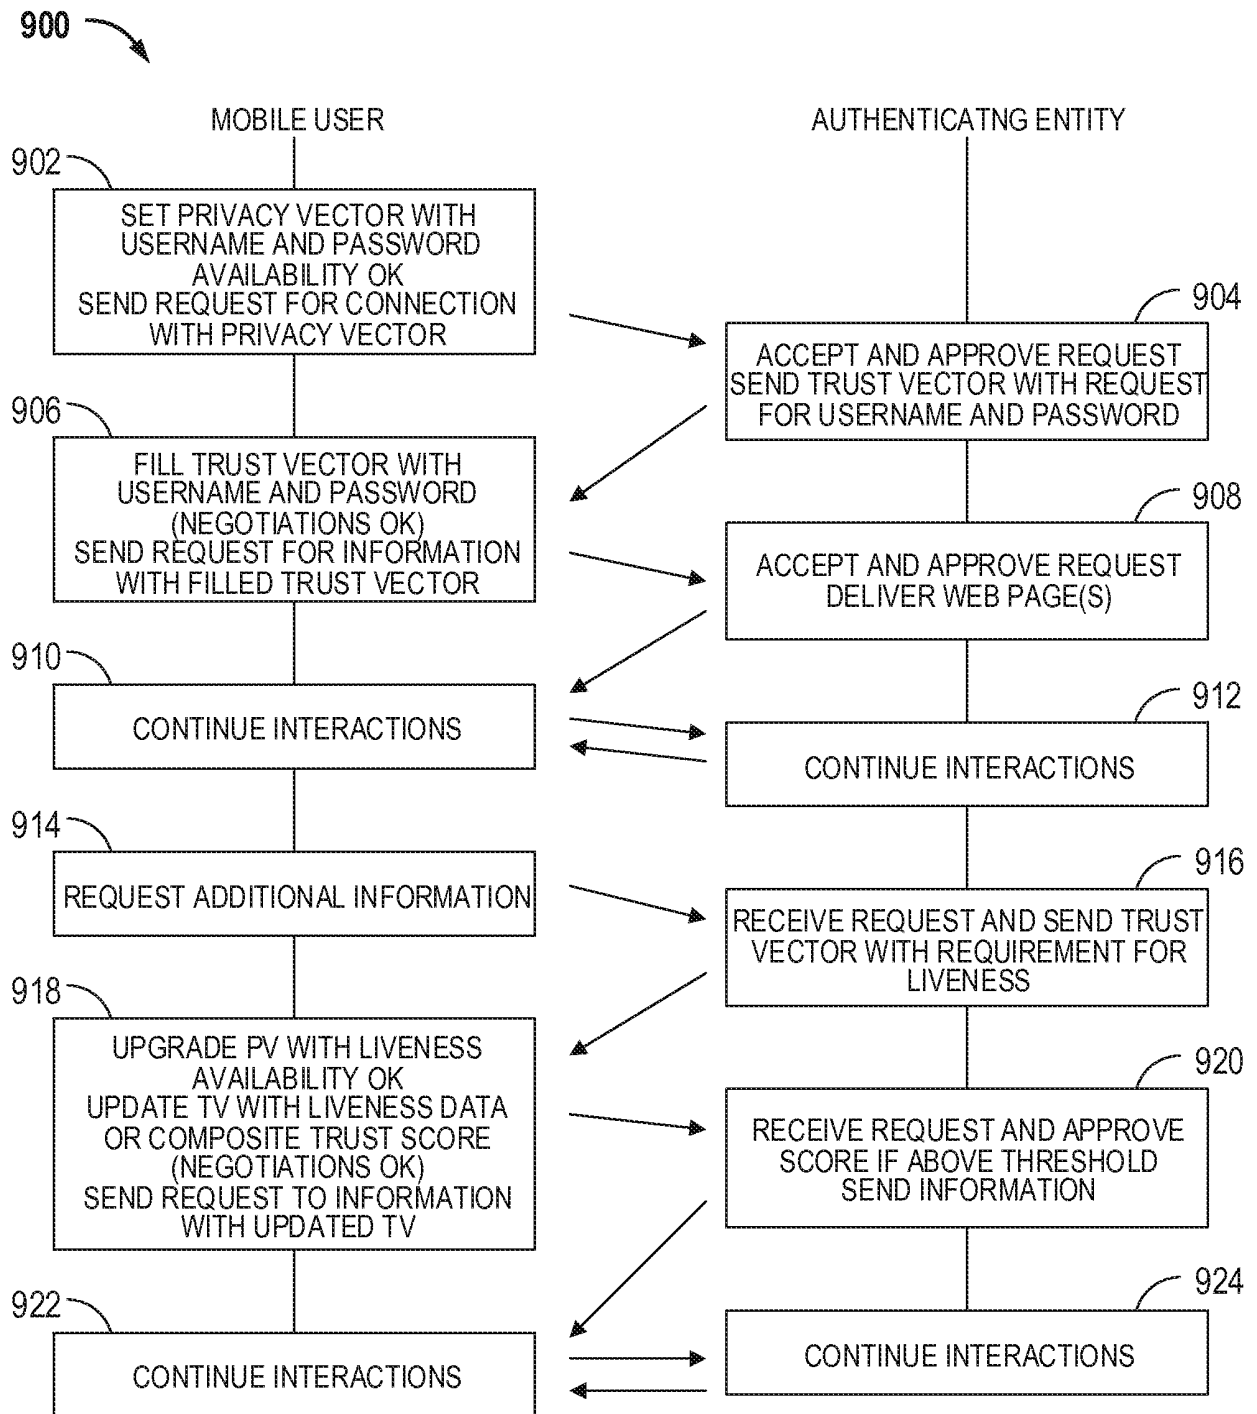 900
MOBILE USER
AUTHENTICATNG ENTITY
902
SET PRIVACY VECTOR WITH
USERNAME AND PASSWORD
AVAILABILITY OK
SEND REQUEST FOR CONNECTION
WITH PRIVACY VECTOR
904
ACCEPT AND APPROVE REQUEST
SEND TRUST VECTOR WITH REQUEST
FOR USERNAME AND PASSWORD
906
FILL TRUST VECTOR WITH
USERNAME AND PASSWORD
(NEGOTIATIONS OK)
SEND REQUEST FOR INFORMATION
WITH FILLED TRUST VECTOR
908
ACCEPT AND APPROVE REQUEST
DELIVER WEB PAGE(S)
910
CONTINUE INTERACTIONS
912
CONTINUE INTERACTIONS
914
REQUEST ADDITIONAL INFORMATION
916
RECEIVE REQUEST AND SEND TRUST
VECTOR WITH REQUIREMENT FOR
LIVENESS
918
UPGRADE PV WITH LIVENESS
AVAILABILITY OK
UPDATE TV WITH LIVENESS DATA
OR COMPOSITE TRUST SCORE
(NEGOTIATIONS OK)
SEND REQUEST TO INFORMATION
WITH UPDATED TV
920
RECEIVE REQUEST AND APPROVE
SCORE IF ABOVE THRESHOLD
SEND INFORMATION
922
CONTINUE INTERACTIONS
924
CONTINUE INTERACTIONS